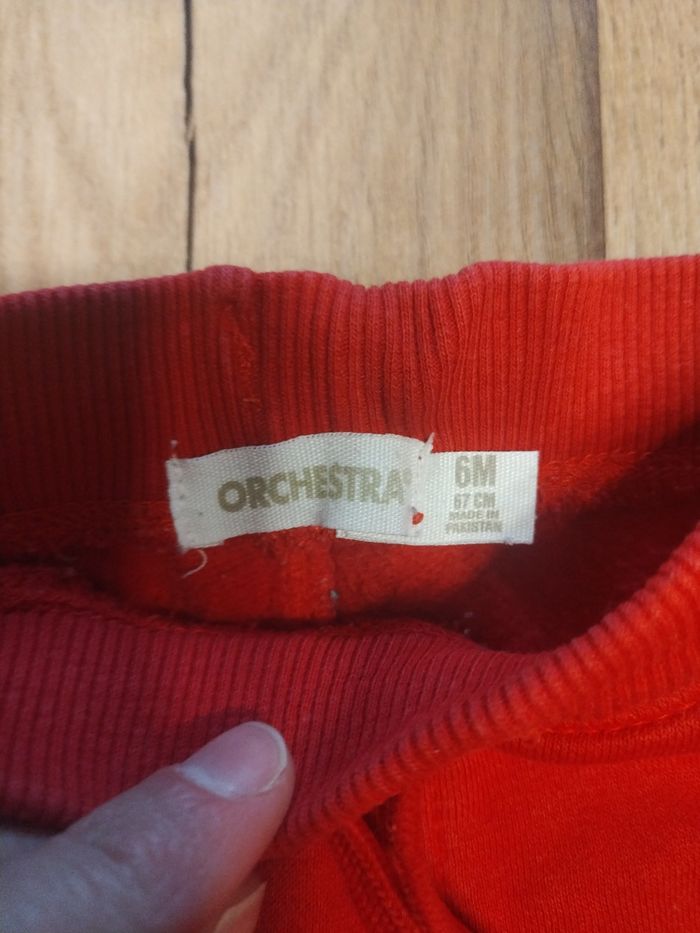 ORCHESTRA®
6M
67 CM
MADE IN
PAKISTAN